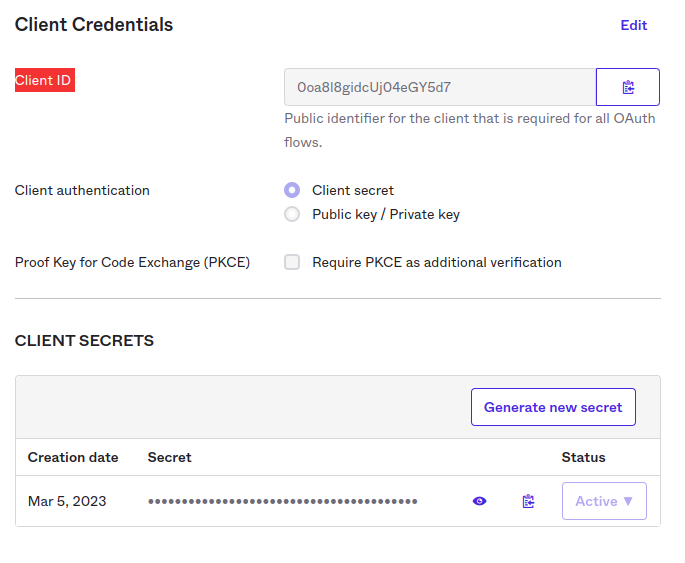 Client Credentials
Edit
Client ID
0oa8l8gidcUj04eGY5d7
Public identifier for the client that is required for all OAuth
flows.
Client authentication
Client secret
Public key / Private key
Proof Key for Code Exchange (PKCE)
Require PKCE as additional verification
CLIENT SECRETS
Generate new secret
Creation date
Secret
Status
Mar 5, 2023
••••••••••••••••••••••••••••••••••••••••
Active ▼